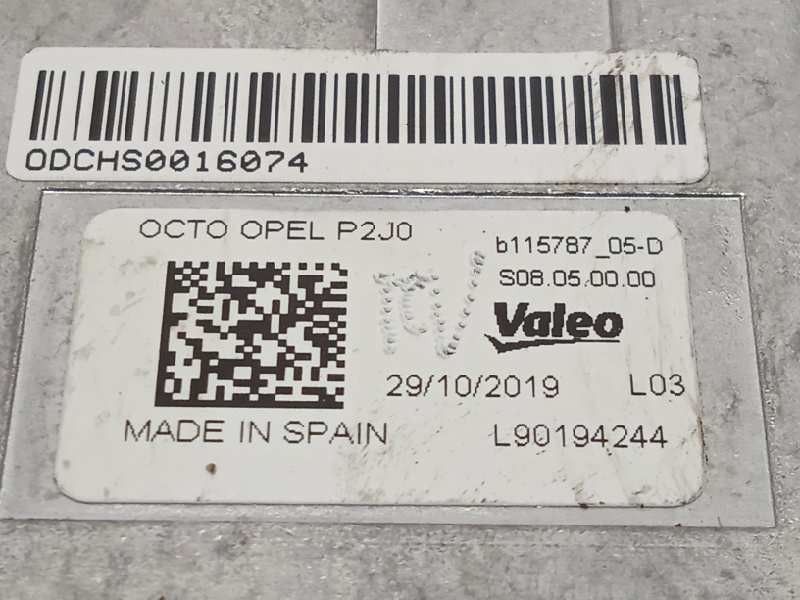 ODCHS0016074
OCTO OPEL P2J0
b115787_05-D
S08.05.00.00
Valeo
29/10/2019 L03
MADE IN SPAIN L90194244